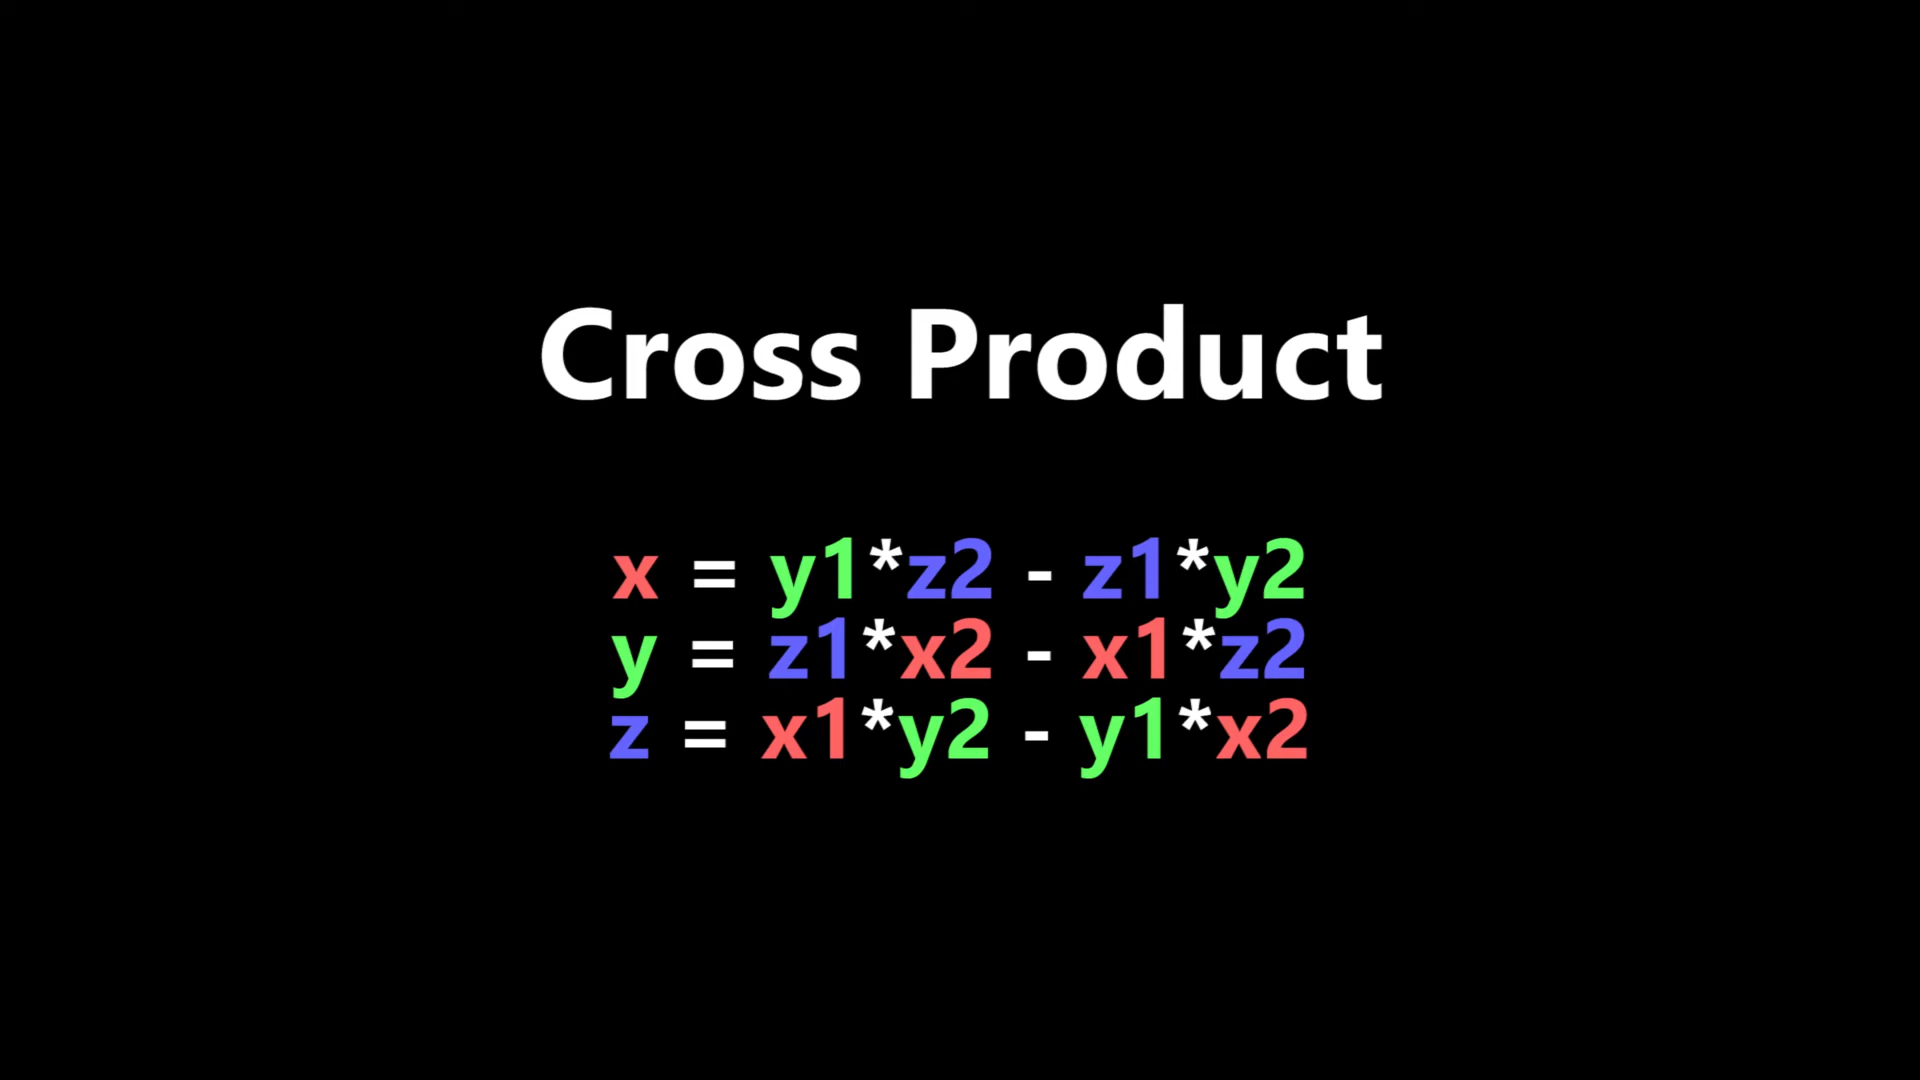 Cross Product
x = y1*z2 - z1*y2
y = z1*x2 - x1*z2
z = x1*y2 - y1*x2